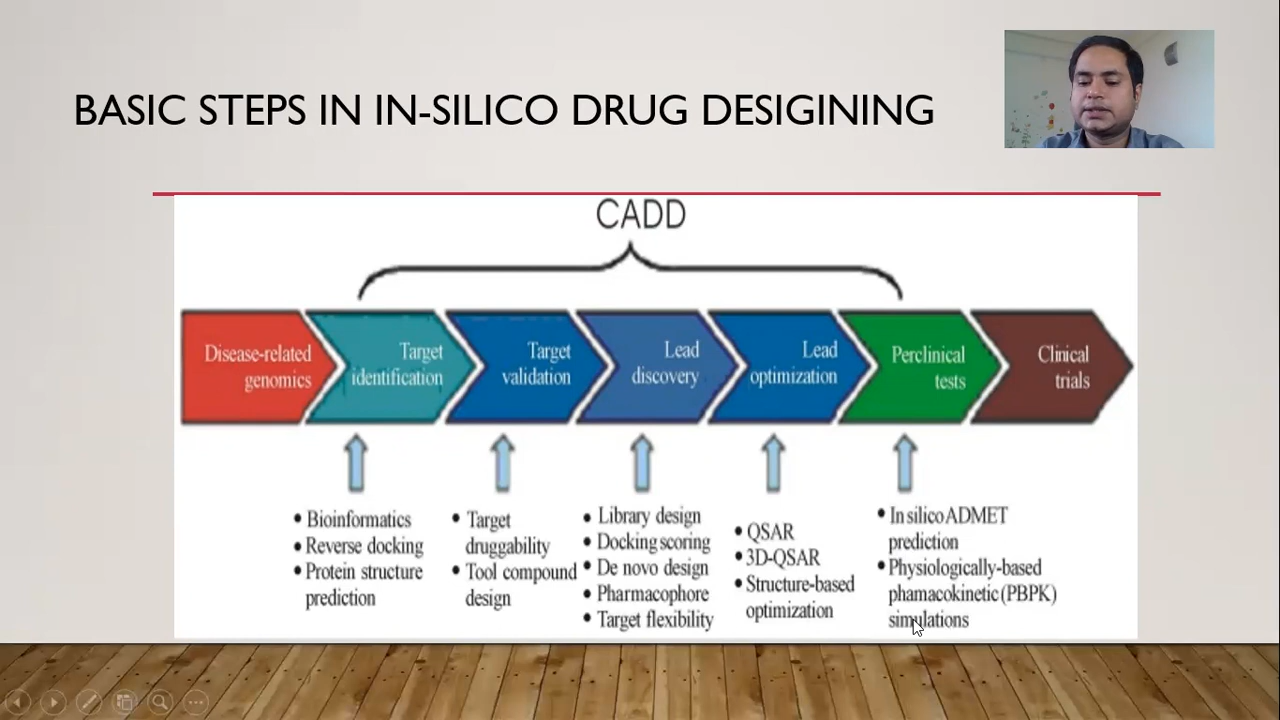 BASIC STEPS IN IN-SILICO DRUG DESIGINING
CADD
Disease-related
genomics
Target
identification
Target
validation
Lead
discovery
Lead
optimization
Perclinical
tests
Clinical
trials
• Bioinformatics
• Reverse docking
• Protein structure
prediction
• Target
druggability
• Tool compound
design
• Library design
• Docking scoring
• De novo design
• Pharmacophore
• Target flexibility
• QSAR
• 3D-QSAR
• Structure-based
optimization
• In silico ADMET
prediction
• Physiologically-based
phamacokinetic (PBPK)
simulations